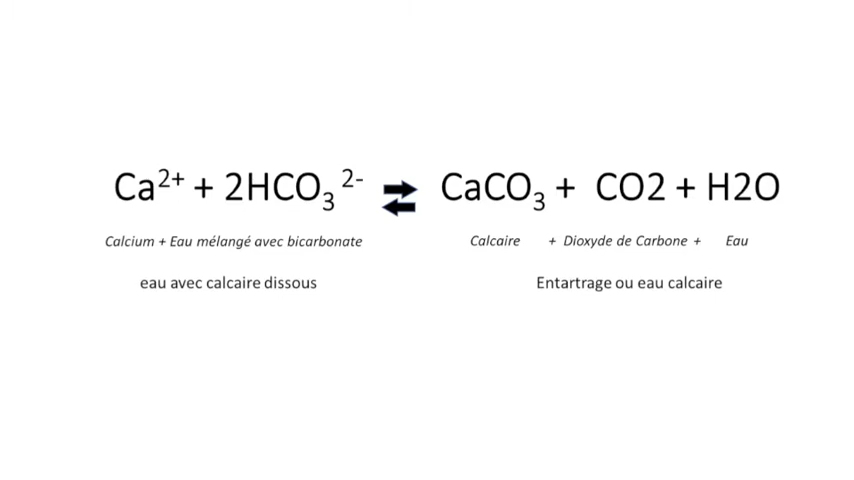 Ca²⁺ + 2HCO₃ ²⁻ ⇄ CaCO₃ + CO2 + H2O
Calcium + Eau mélangé avec bicarbonate Calcaire + Dioxyde de Carbone + Eau
eau avec calcaire dissous Entartrage ou eau calcaire